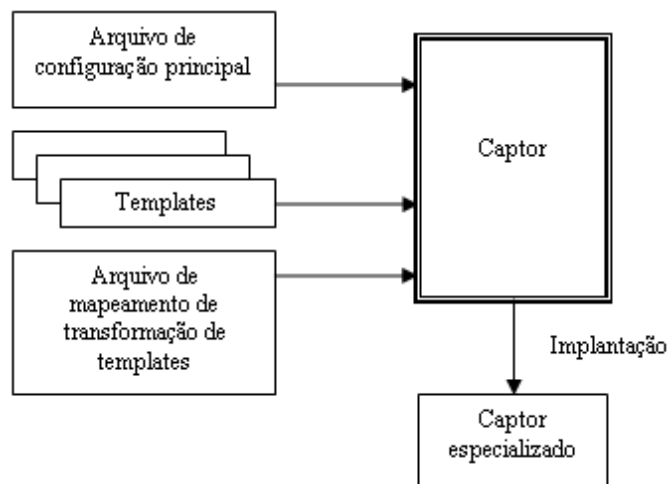 Arquivo de
configuração principal
Captor
Templates
Arquivo de
mapeamento de
transformação de
templates
Implantação
Captor
especializado